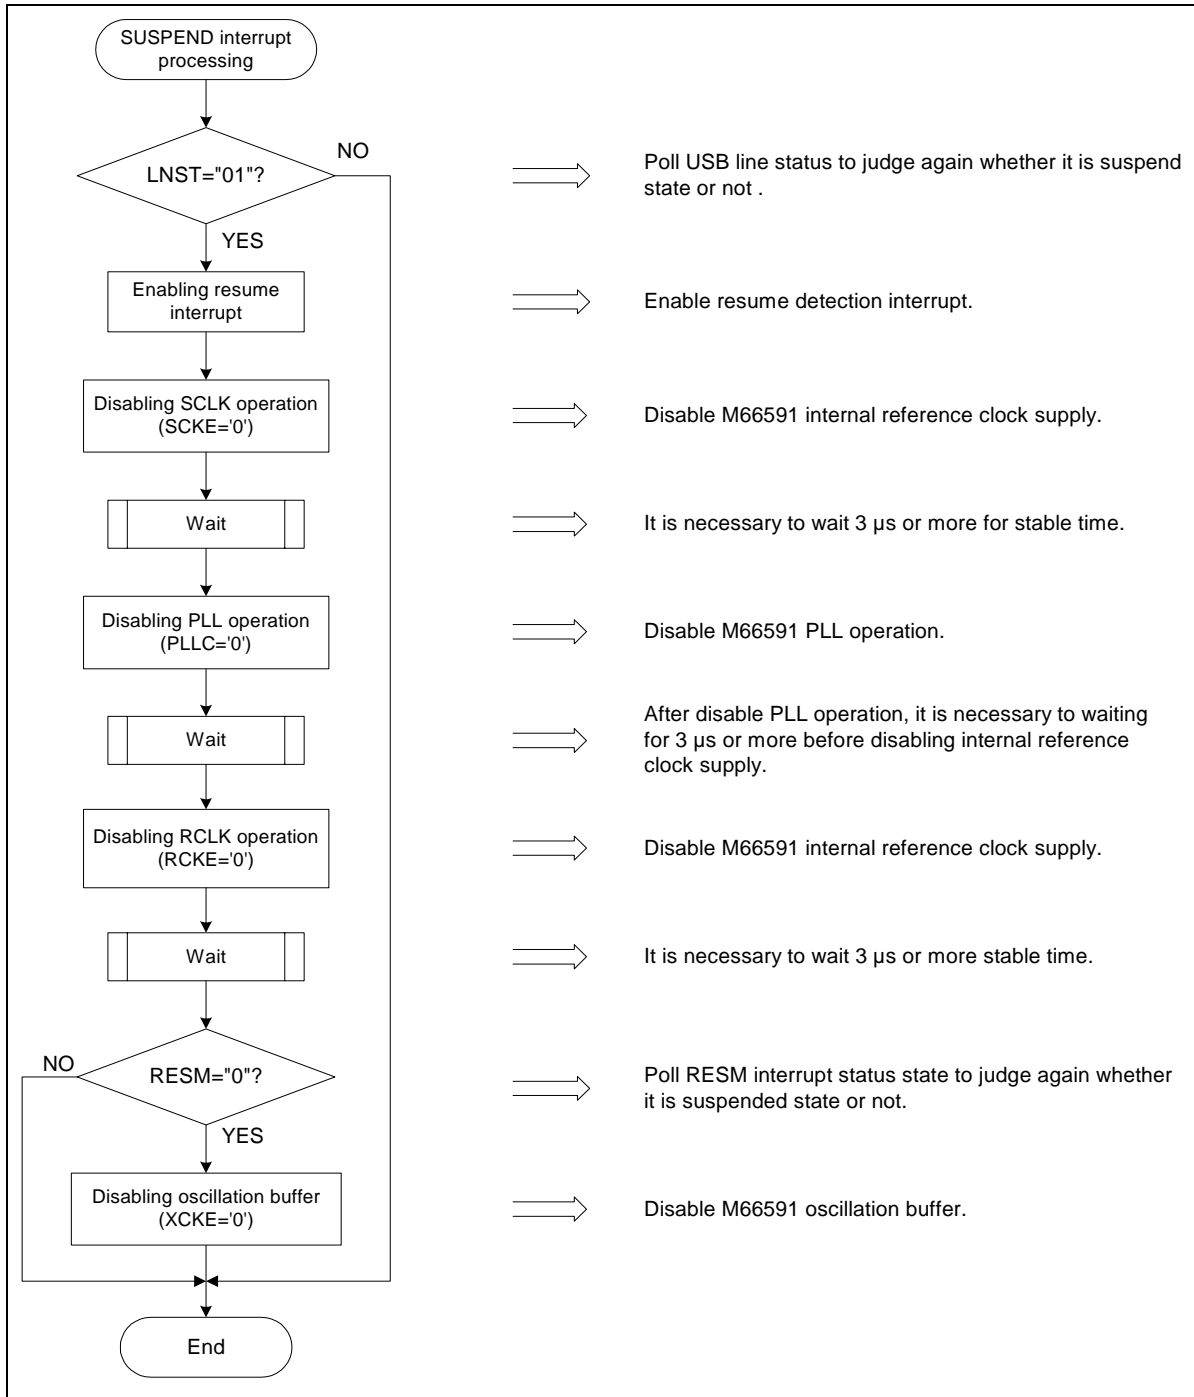 SUSPEND interrupt
processing
LNST="01"?
NO
YES
Poll USB line status to judge again whether it is suspend
state or not .
Enabling resume
interrupt
Enable resume detection interrupt.
Disabling SCLK operation
(SCKE='0')
Disable M66591 internal reference clock supply.
Wait
It is necessary to wait 3 µs or more for stable time.
Disabling PLL operation
(PLLC='0')
Disable M66591 PLL operation.
Wait
After disable PLL operation, it is necessary to waiting
for 3 µs or more before disabling internal reference
clock supply.
Disabling RCLK operation
(RCKE='0')
Disable M66591 internal reference clock supply.
Wait
It is necessary to wait 3 µs or more stable time.
NO
RESM="0"?
YES
Poll RESM interrupt status state to judge again whether
it is suspended state or not.
Disabling oscillation buffer
(XCKE='0')
Disable M66591 oscillation buffer.
End